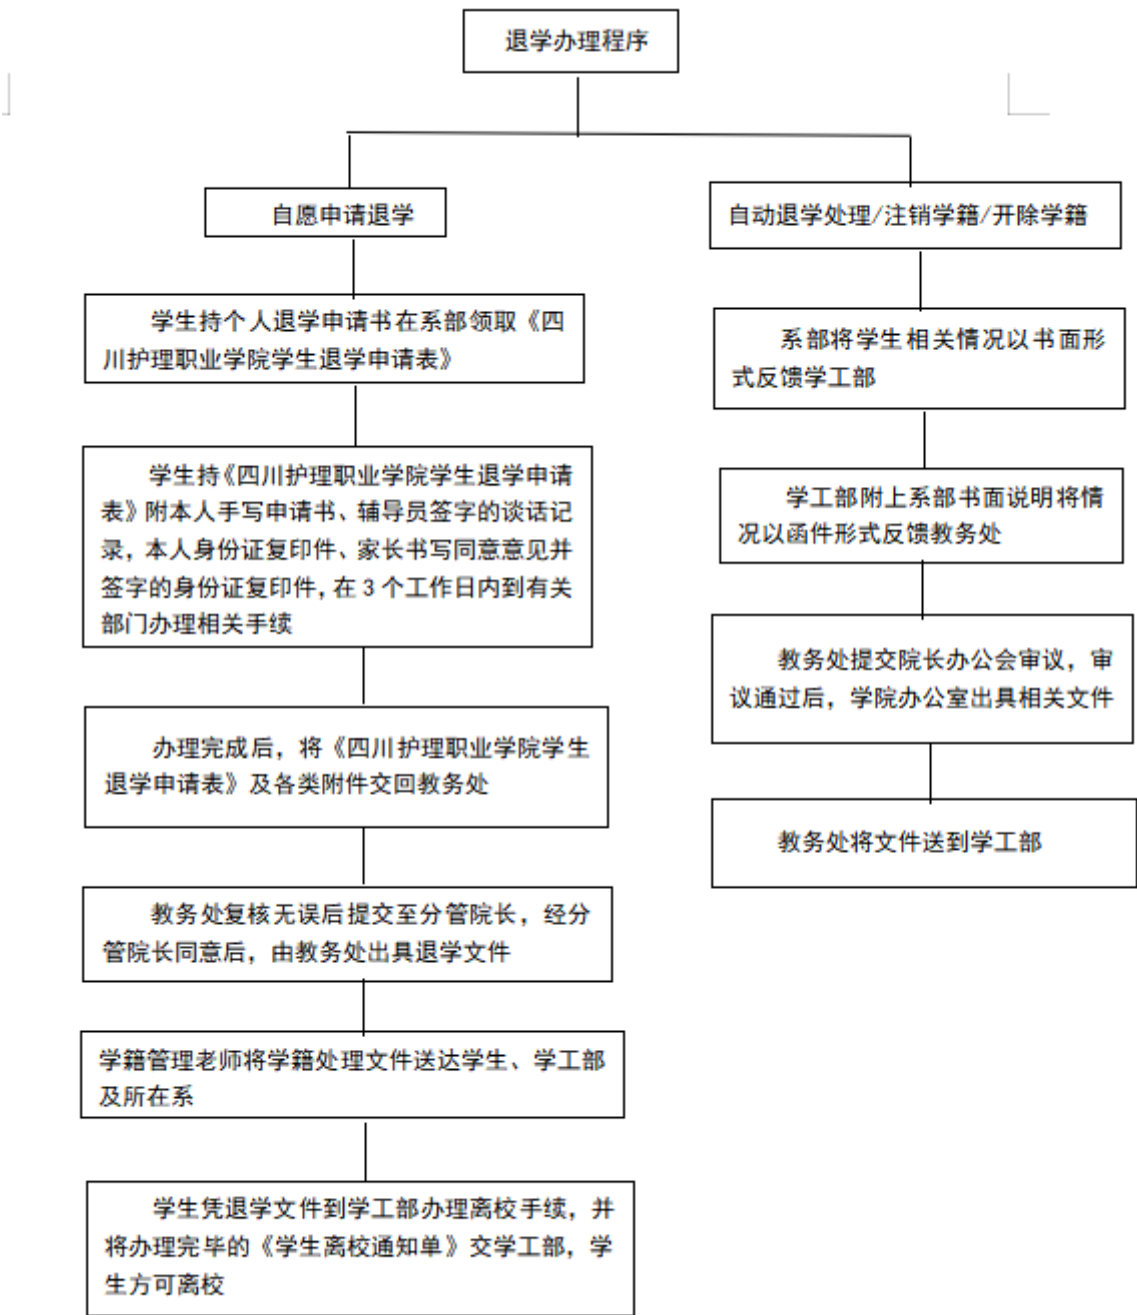 退学办理程序
自愿申请退学
学生持个人退学申请书在系部领取《四
川护理职业学院学生退学申请表》
学生持《四川护理职业学院学生退学申请
表》附本人手写申请书、辅导员签字的谈话记
录,本人身份证复印件、家长书写同意意见并
签字的身份证复印件,在 3 个工作日内到有关
部门办理相关手续
办理完成后,将《四川护理职业学院学生
退学申请表》及各类附件交回教务处
教务处复核无误后提交至分管院长,经分
管院长同意后,由教务处出具退学文件
学籍管理老师将学籍处理文件送达学生、学工部
及所在系
学生凭退学文件到学工部办理离校手续,并
将办理完毕的《学生离校通知单》交学工部,学
生方可离校
自动退学处理/注销学籍/开除学籍
系部将学生相关情况以书面形
式反馈学工部
学工部附上系部书面说明将情
况以函件形式反馈教务处
教务处提交院长办公会审议,审
议通过后,学院办公室出具相关文件
教务处将文件送到学工部